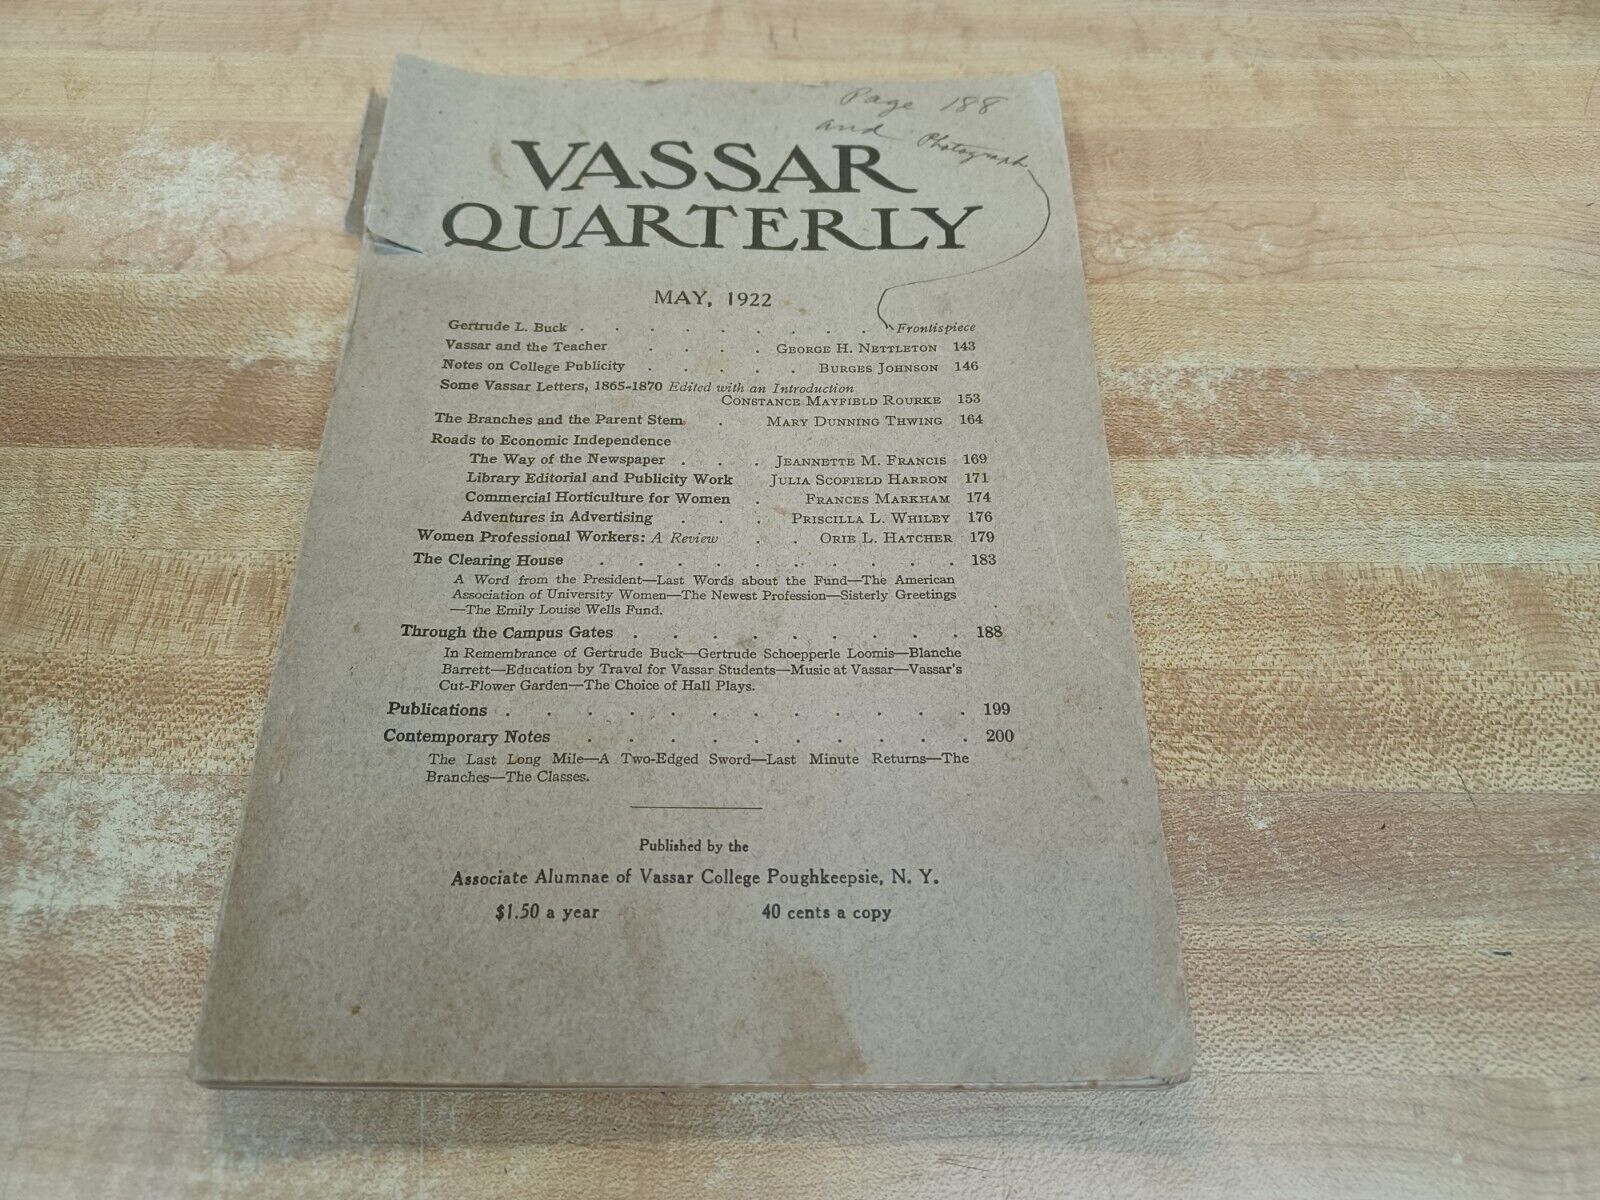 Page 188
and Photograph
VASSAR
QUARTERLY
MAY, 1922
Gertrude L. Buck . . . . . . . . . Frontispiece
Vassar and the Teacher . . . . GEORGE H. NETTLETON 143
Notes on College Publicity . . . . . BURGES JOHNSON 146
Some Vassar Letters, 1865-1870 Edited with an Introduction
CONSTANCE MAYFIELD ROURKE 153
The Branches and the Parent Stem . MARY DUNNING THWING 164
Roads to Economic Independence
The Way of the Newspaper . . . JEANNETTE M. FRANCIS 169
Library Editorial and Publicity Work JULIA SCOFIELD HARRON 171
Commercial Horticulture for Women . FRANCES MARKHAM 174
Adventures in Advertising . . . PRISCILLA L. WHILEY 176
Women Professional Workers: A Review . . ORIE L. HATCHER 179
The Clearing House . . . . . . . . . . 183
A Word from the President—Last Words about the Fund—The American
Association of University Women—The Newest Profession—Sisterly Greetings
—The Emily Louise Wells Fund.
Through the Campus Gates . . . . . . . . . 188
In Remembrance of Gertrude Buck—Gertrude Schoepperle Loomis—Blanche
Barrett—Education by Travel for Vassar Students—Music at Vassar—Vassar's
Cut-Flower Garden—The Choice of Hall Plays.
Publications . . . . . . . . . . . . 199
Contemporary Notes . . . . . . . . . . 200
The Last Long Mile—A Two-Edged Sword—Last Minute Returns—The
Branches—The Classes.
Published by the
Associate Alumnae of Vassar College Poughkeepsie, N. Y.
$1.50 a year 40 cents a copy